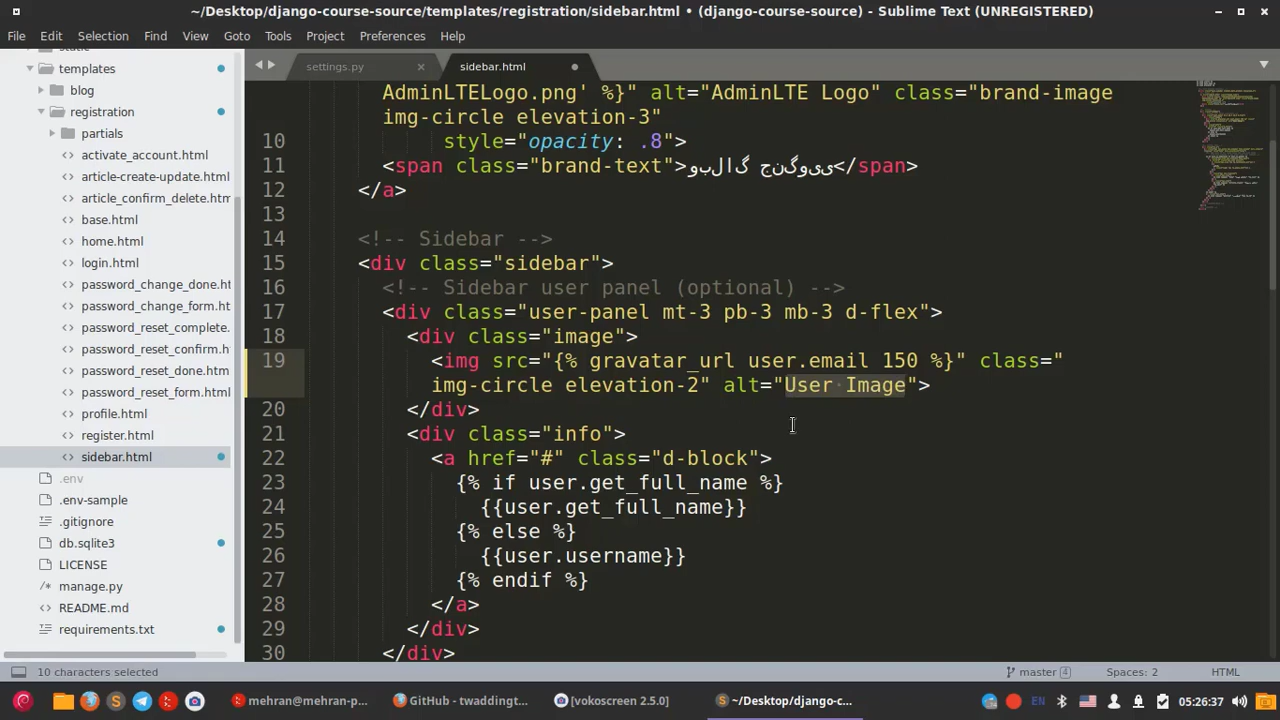 ~/Desktop/django-course-source/templates/registration/sidebar.html • (django-course-source) - Sublime Text (UNREGISTERED)
File Edit Selection Find View Goto Tools Project Preferences Help
settings.py sidebar.html
templates
blog
registration
partials
activate_account.html
article-create-update.html
article_confirm_delete.htm
base.html
home.html
login.html
password_change_done.ht
password_change_form.ht
password_reset_complete.
password_reset_confirm.ht
password_reset_done.htm
password_reset_form.html
profile.html
register.html
sidebar.html
.env
.env-sample
.gitignore
db.sqlite3
LICENSE
manage.py
README.md
requirements.txt
AdminLTELogo.png' %}" alt="AdminLTE Logo" class="brand-image
img-circle elevation-3"
10 style="opacity: .8">
11 <span class="brand-text">وبلاگ جنگویی</span>
12 </a>
13
14 <!-- Sidebar -->
15 <div class="sidebar">
16 <!-- Sidebar user panel (optional) -->
17 <div class="user-panel mt-3 pb-3 mb-3 d-flex">
18 <div class="image">
19 <img src="{% gravatar_url user.email 150 %}" class="
img-circle elevation-2" alt="User Image">
20 </div>
21 <div class="info">
22 <a href="#" class="d-block">
23 {% if user.get_full_name %}
24 {{user.get_full_name}}
25 {% else %}
26 {{user.username}}
27 {% endif %}
28 </a>
29 </div>
30 </div>
10 characters selected master 4 Spaces: 2 HTML
mehran@mehran-p... GitHub - twaddingt... [vokoscreen 2.5.0] ~/Desktop/django-c... EN 05:26:37